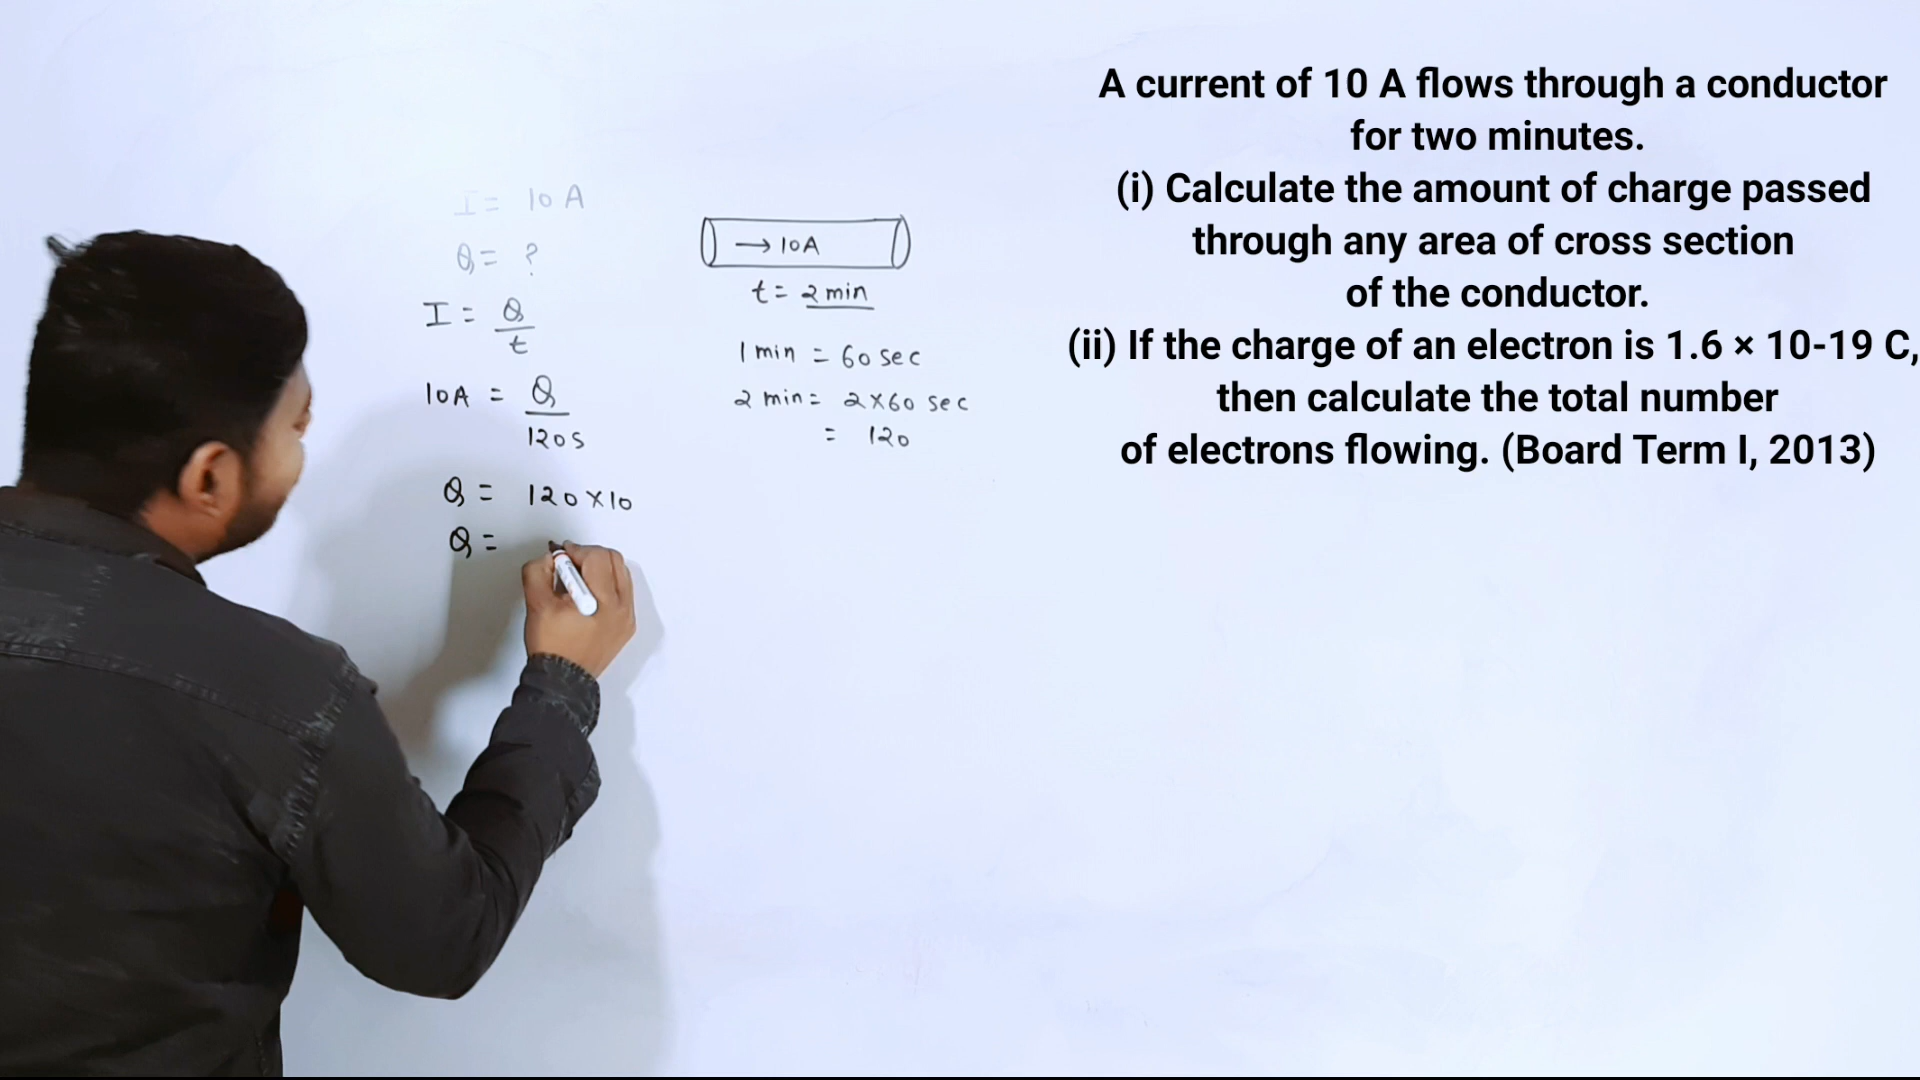 I = 10 A
Q = ?
I = Q
t
10A = Q
120 S
Q = 120 × 10
Q =
→ 10A
t = 2 min
1 min = 60 sec
2 min = 2 × 60 sec
= 120
A current of 10 A flows through a conductor
for two minutes.
(i) Calculate the amount of charge passed
through any area of cross section
of the conductor.
(ii) If the charge of an electron is 1.6 × 10-19 C,
then calculate the total number
of electrons flowing. (Board Term I, 2013)